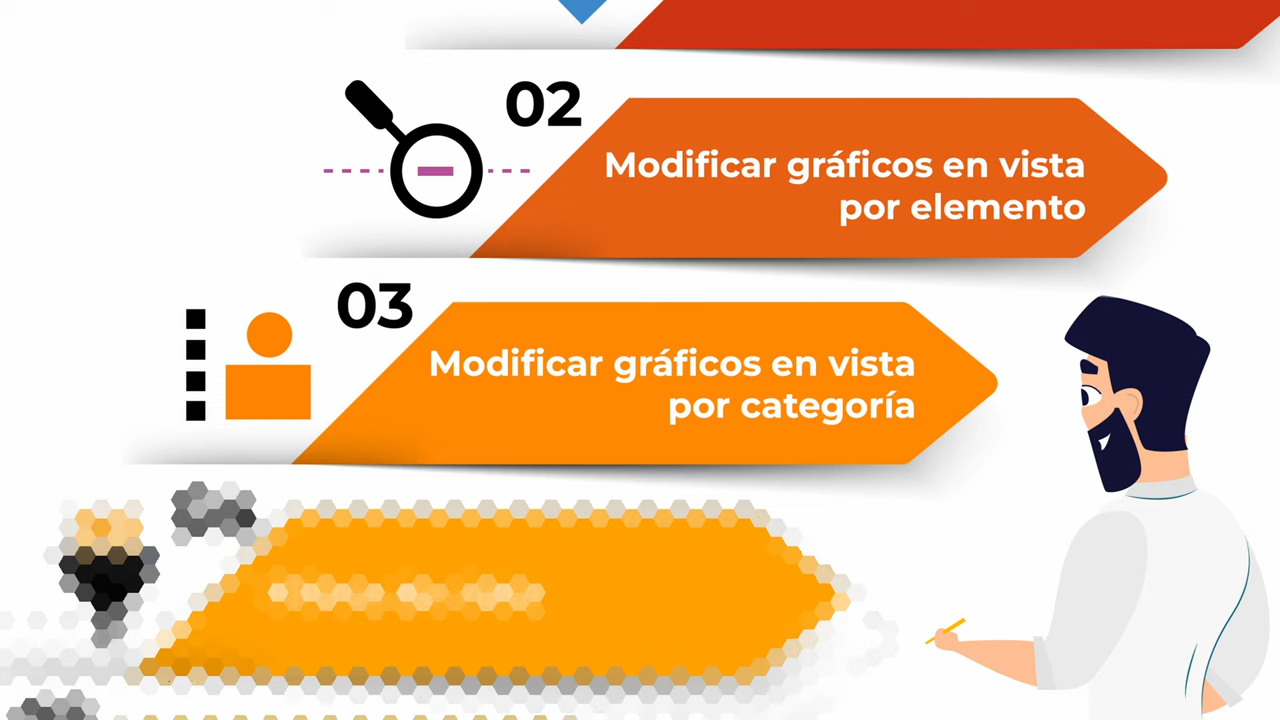 02
Modificar gráficos en vista
por elemento
03
Modificar gráficos en vista
por categoría